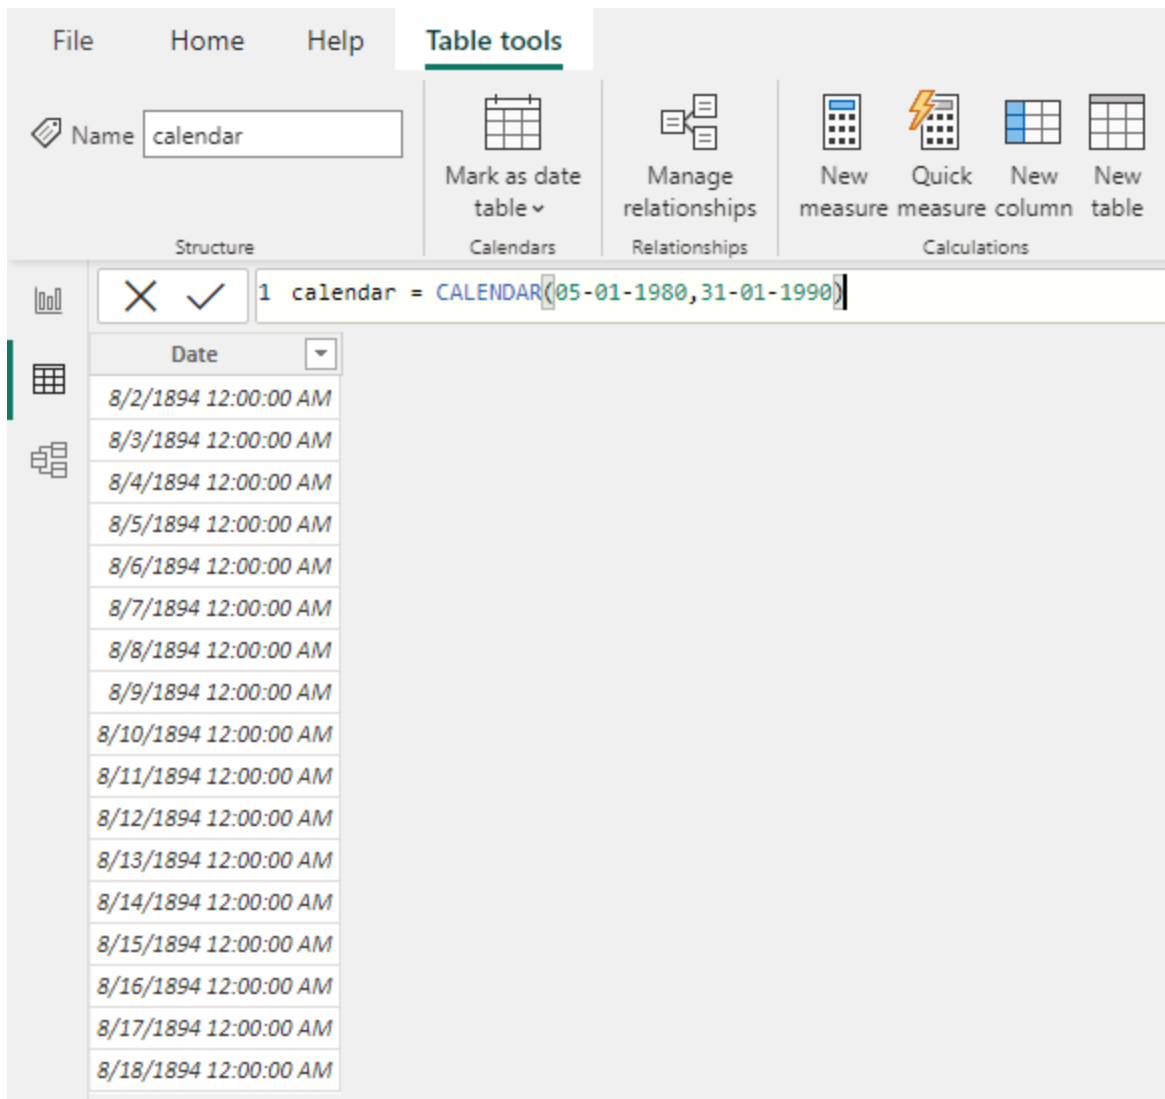 File Home Help Table tools
Name calendar
Mark as date table
Manage relationships
New measure
Quick measure
New column
New table
Structure Calendars Relationships Calculations
1 calendar = CALENDAR(05-01-1980,31-01-1990)
Date
8/2/1894 12:00:00 AM
8/3/1894 12:00:00 AM
8/4/1894 12:00:00 AM
8/5/1894 12:00:00 AM
8/6/1894 12:00:00 AM
8/7/1894 12:00:00 AM
8/8/1894 12:00:00 AM
8/9/1894 12:00:00 AM
8/10/1894 12:00:00 AM
8/11/1894 12:00:00 AM
8/12/1894 12:00:00 AM
8/13/1894 12:00:00 AM
8/14/1894 12:00:00 AM
8/15/1894 12:00:00 AM
8/16/1894 12:00:00 AM
8/17/1894 12:00:00 AM
8/18/1894 12:00:00 AM